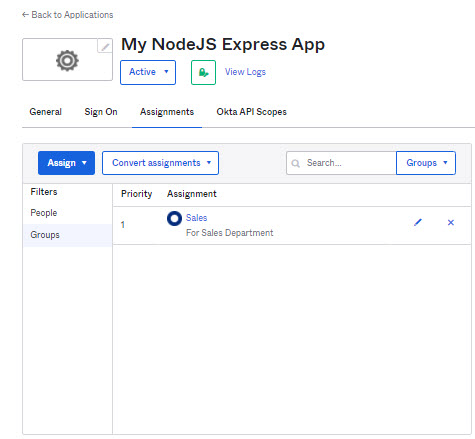 ← Back to Applications
My NodeJS Express App
Active View Logs
General Sign On Assignments Okta API Scopes
Assign Convert assignments Search... Groups
Filters Priority Assignment
People
Groups
1 Sales
For Sales Department